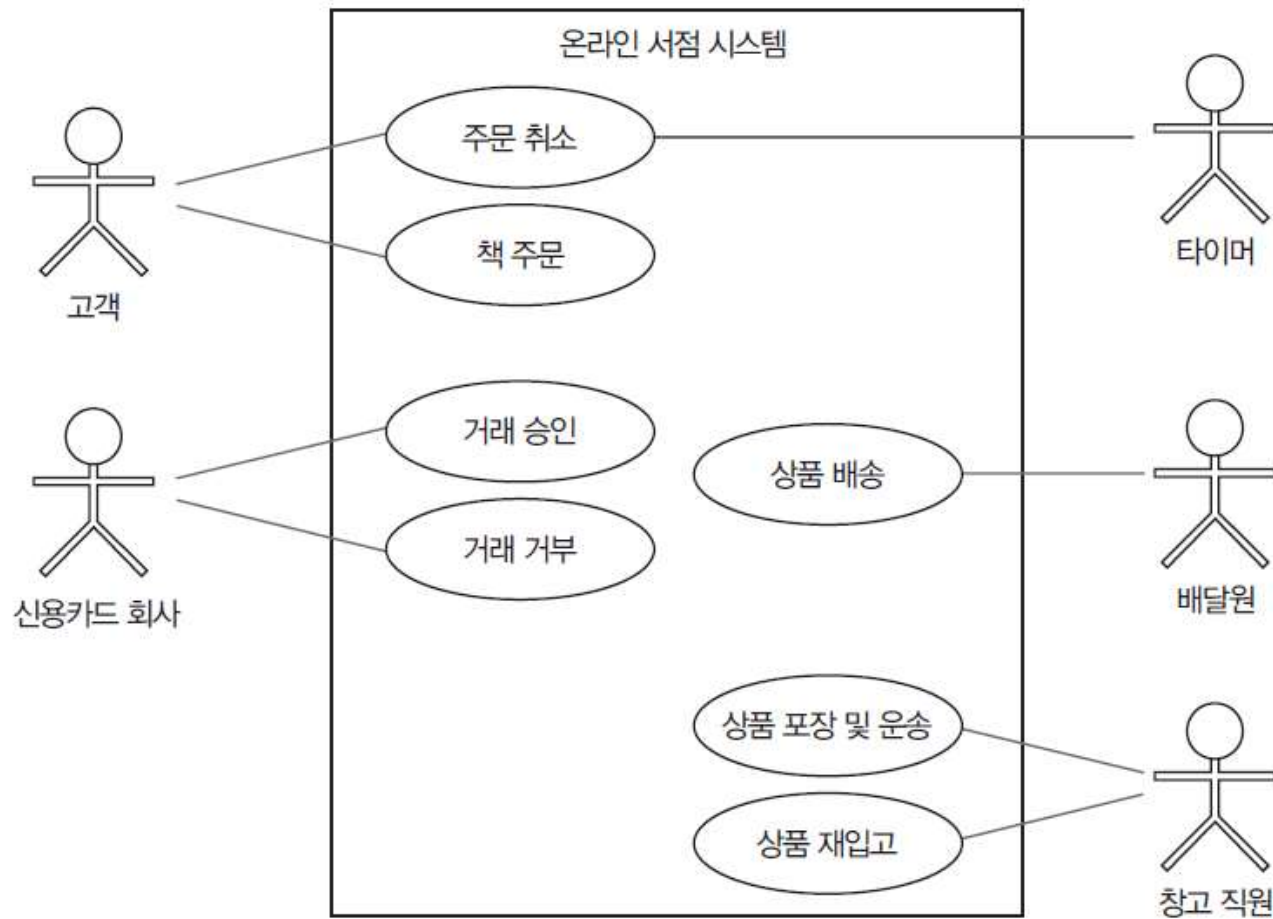 온라인 서점 시스템
주문 취소
책 주문
고객
타이머
거래 승인
거래 거부
신용카드 회사
상품 배송
배달원
상품 포장 및 운송
상품 재입고
창고 직원